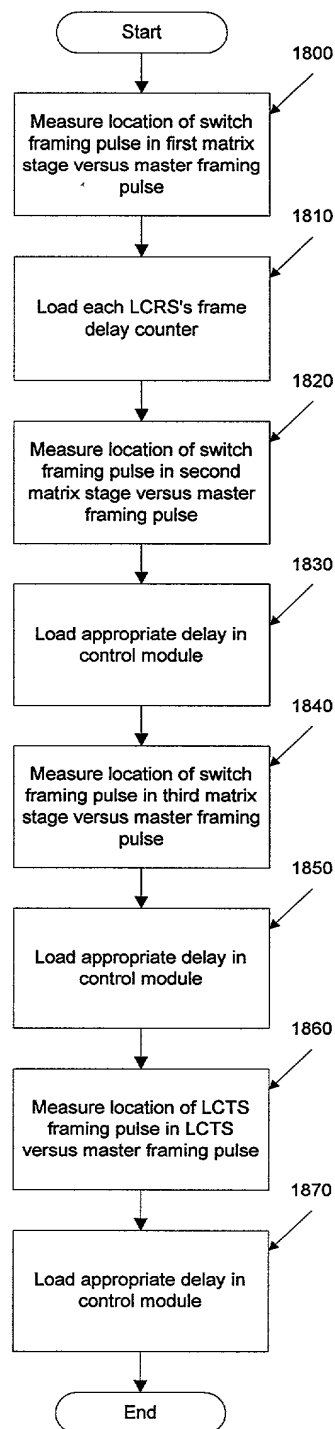 Start
1800
Measure location of switch
framing pulse in first matrix
stage versus master framing
pulse
1810
Load each LCRS's frame
delay counter
1820
Measure location of switch
framing pulse in second
matrix stage versus master
framing pulse
1830
Load appropriate delay in
control module
1840
Measure location of switch
framing pulse in third matrix
stage versus master framing
pulse
1850
Load appropriate delay in
control module
1860
Measure location of LCTS
framing pulse in LCTS
versus master framing pulse
1870
Load appropriate delay in
control module
End